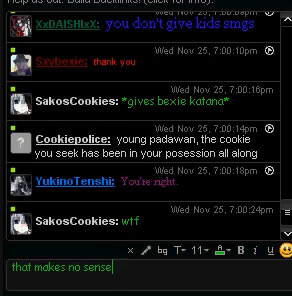 Help us out. Build Backlinks! (click for info).
XxDAISHIxX: you don't give kids smgs
Wed Nov 25, 7:00:10pm
Sxybexie: thank you
Wed Nov 25, 7:00:16pm
SakosCookies: *gives bexie katana*
Wed Nov 25, 7:00:14pm
Cookiepolice: young padawan, the cookie
you seek has been in your posession all along
Wed Nov 25, 7:00:18pm
YukinoTenshi: You're right.
Wed Nov 25, 7:00:24pm
SakosCookies: wtf
bg T 11 A B i u
that makes no sense